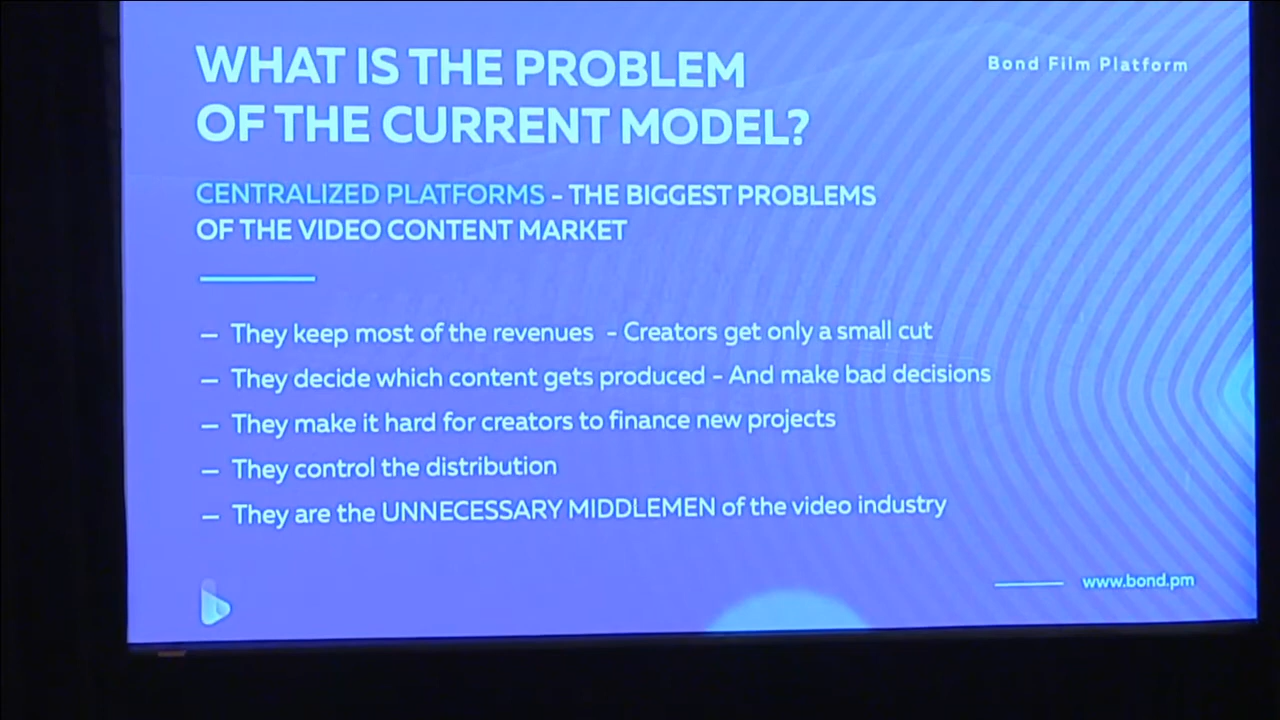 WHAT IS THE PROBLEM
OF THE CURRENT MODEL?
Bond Film Platform
CENTRALIZED PLATFORMS - THE BIGGEST PROBLEMS
OF THE VIDEO CONTENT MARKET
— They keep most of the revenues - Creators get only a small cut
— They decide which content gets produced - And make bad decisions
— They make it hard for creators to finance new projects
— They control the distribution
— They are the UNNECESSARY MIDDLEMEN of the video industry
www.bond.pm